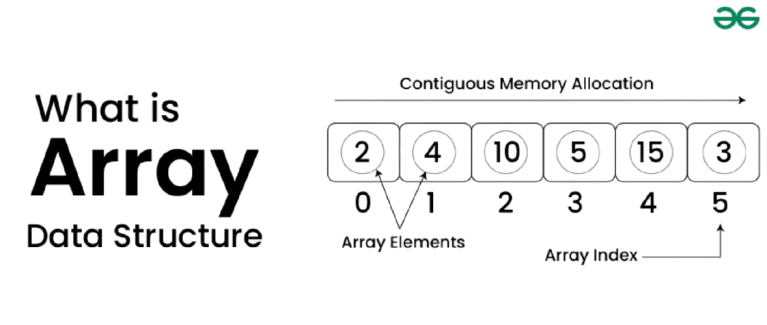 What is
Array
Data Structure
Contiguous Memory Allocation
2 4 10 5 15 3
0 1 2 3 4 5
Array Elements
Array Index